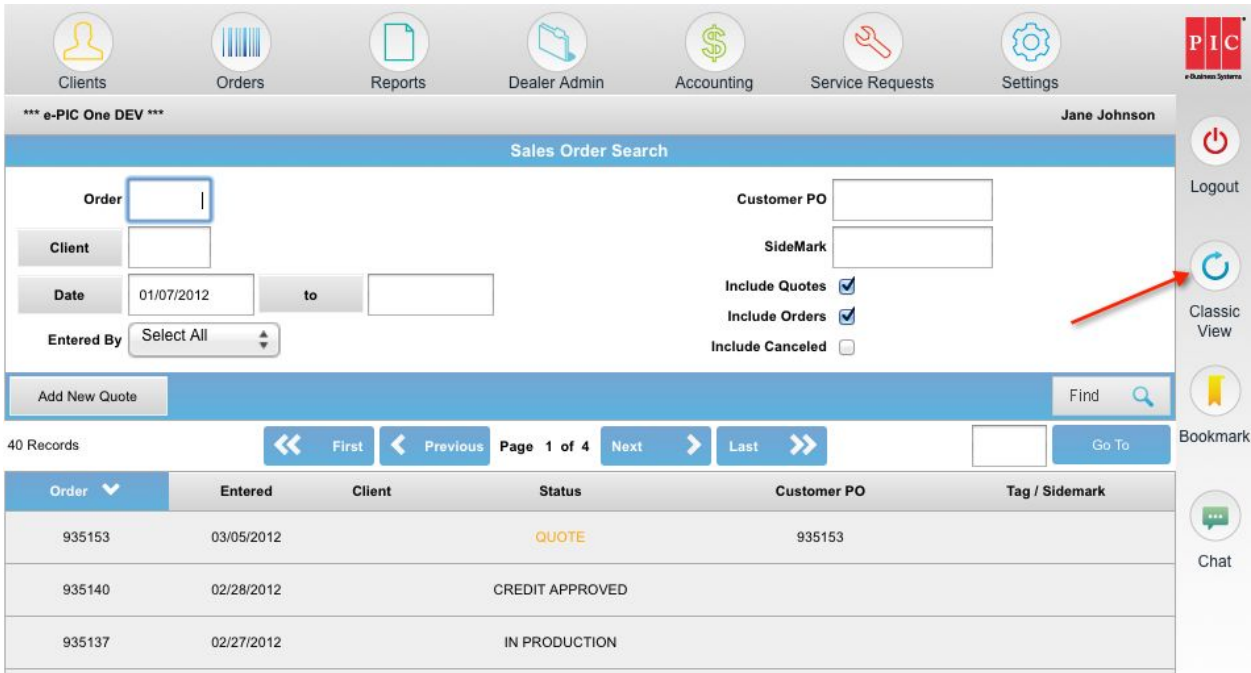 Clients Orders Reports Dealer Admin Accounting Service Requests Settings
PIC
e-Business Systems
*** e-PIC One DEV *** Jane Johnson
Sales Order Search
Logout
Order Customer PO
Client SideMark
Date 01/07/2012 to Include Quotes
Classic
View
Include Orders
Entered By Select All Include Canceled
Add New Quote Find
Bookmark
40 Records First Previous Page 1 of 4 Next Last Go To
Order Entered Client Status Customer PO Tag / Sidemark
935153 03/05/2012 QUOTE 935153
Chat
935140 02/28/2012 CREDIT APPROVED
935137 02/27/2012 IN PRODUCTION